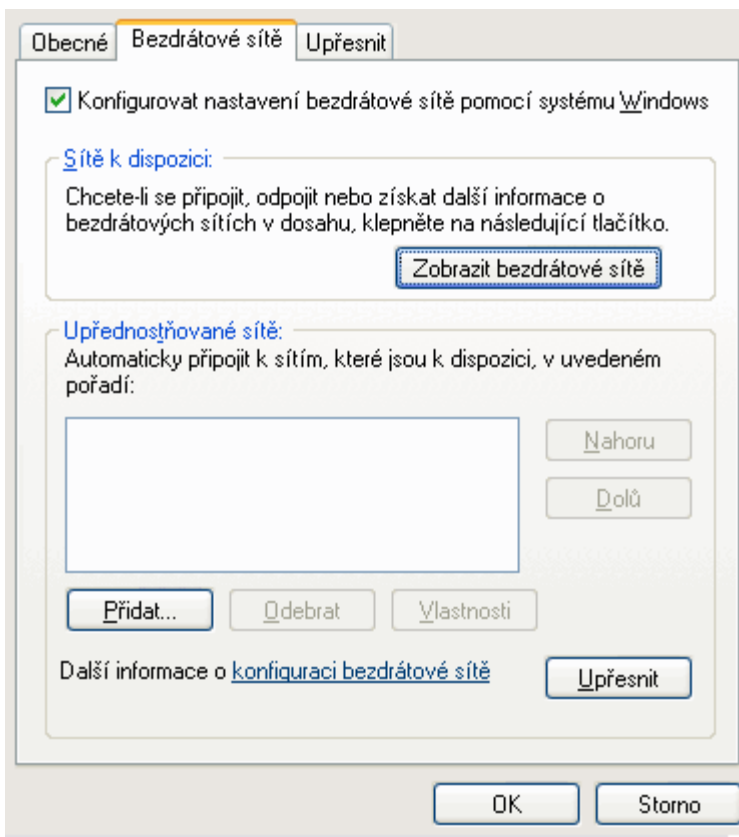 Obecné Bezdrátové sítě Upřesnit
Konfigurovat nastavení bezdrátové sítě pomocí systému Windows
Sítě k dispozici:
Chcete-li se připojit, odpojit nebo získat další informace o
bezdrátových sítích v dosahu, klepněte na následující tlačítko.
Zobrazit bezdrátové sítě
Upřednostňované sítě:
Automaticky připojit k sítím, které jsou k dispozici, v uvedeném
pořadí:
Nahoru
Dolů
Přidat... Odebrat Vlastnosti
Další informace o konfiguraci bezdrátové sítě Upřesnit
OK Storno